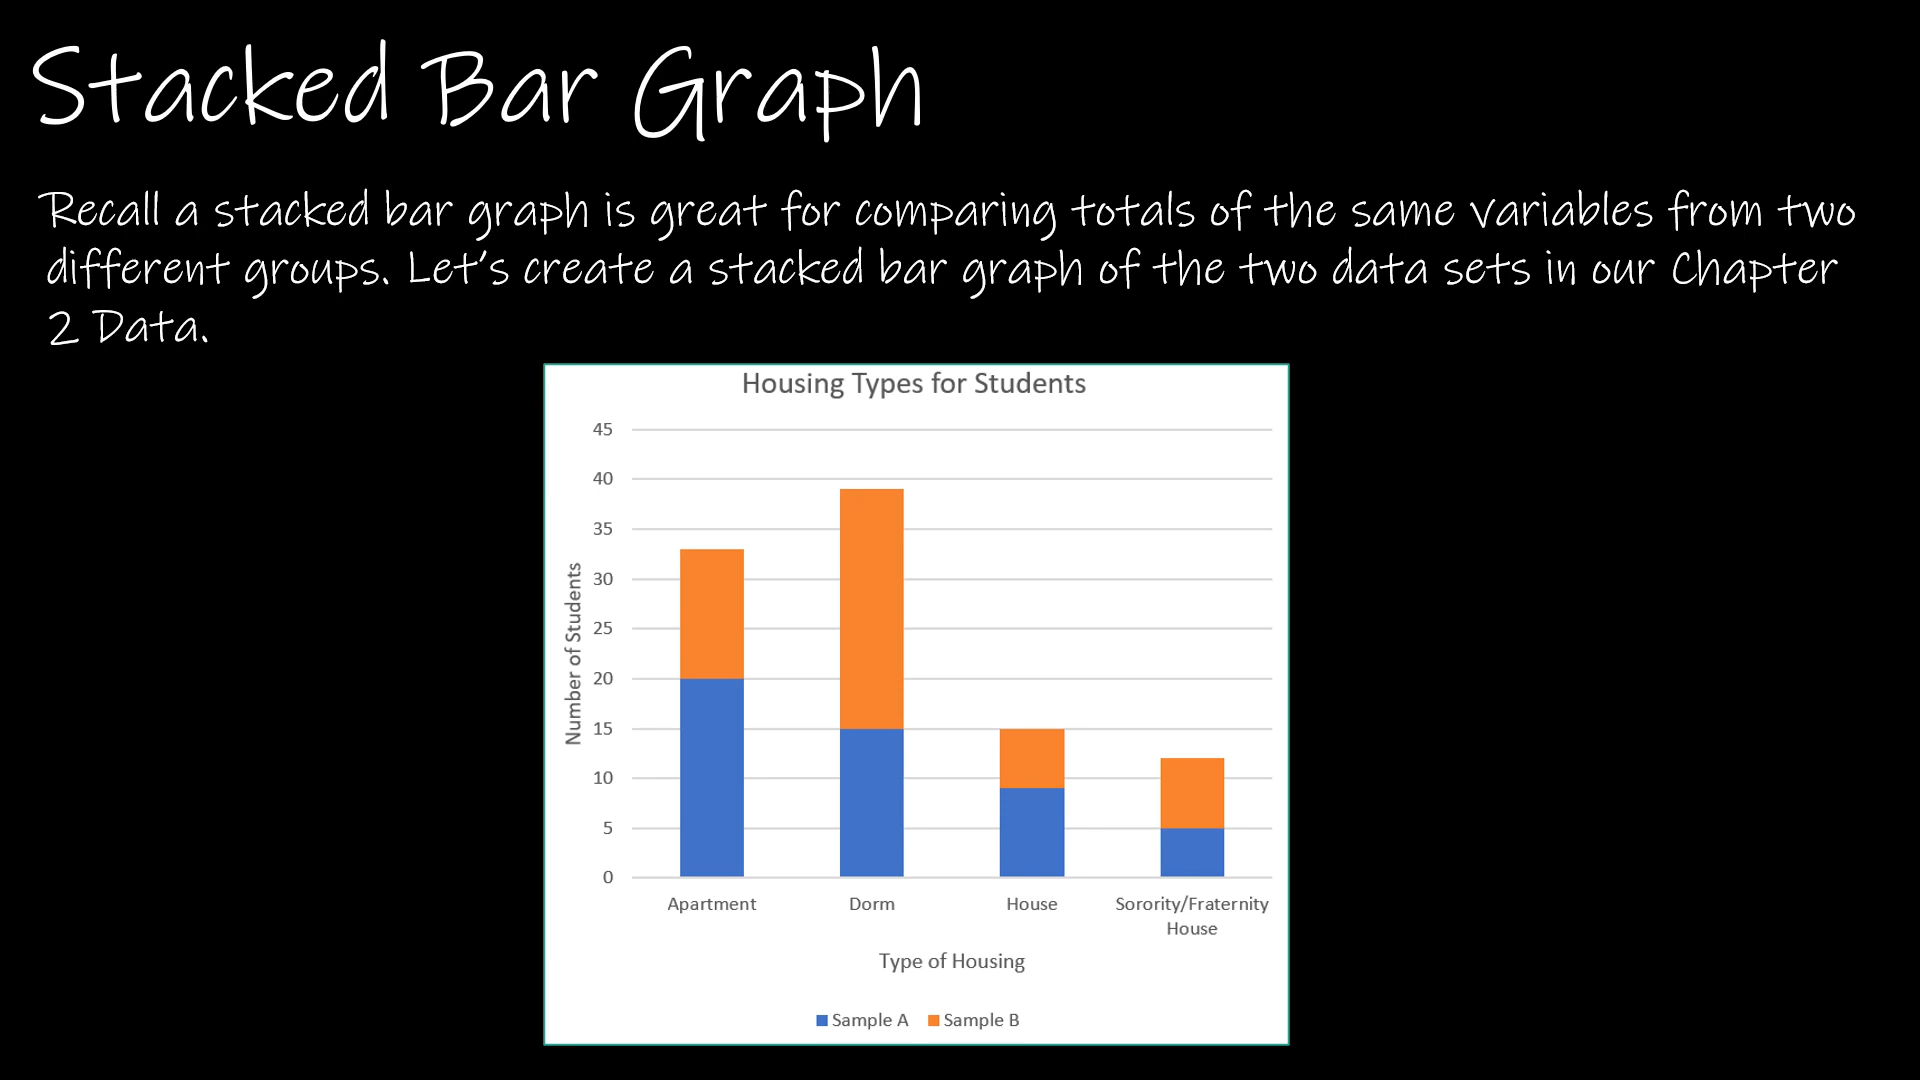 Stacked Bar Graph
Recall a stacked bar graph is great for comparing totals of the same variables from two
different groups. Let's create a stacked bar graph of the two data sets in our Chapter
2 Data.
Housing Types for Students
45
40
35
30
25
20
15
10
5
0
Number of Students
Apartment
Dorm
House
Sorority/Fraternity
House
Type of Housing
Sample A
Sample B